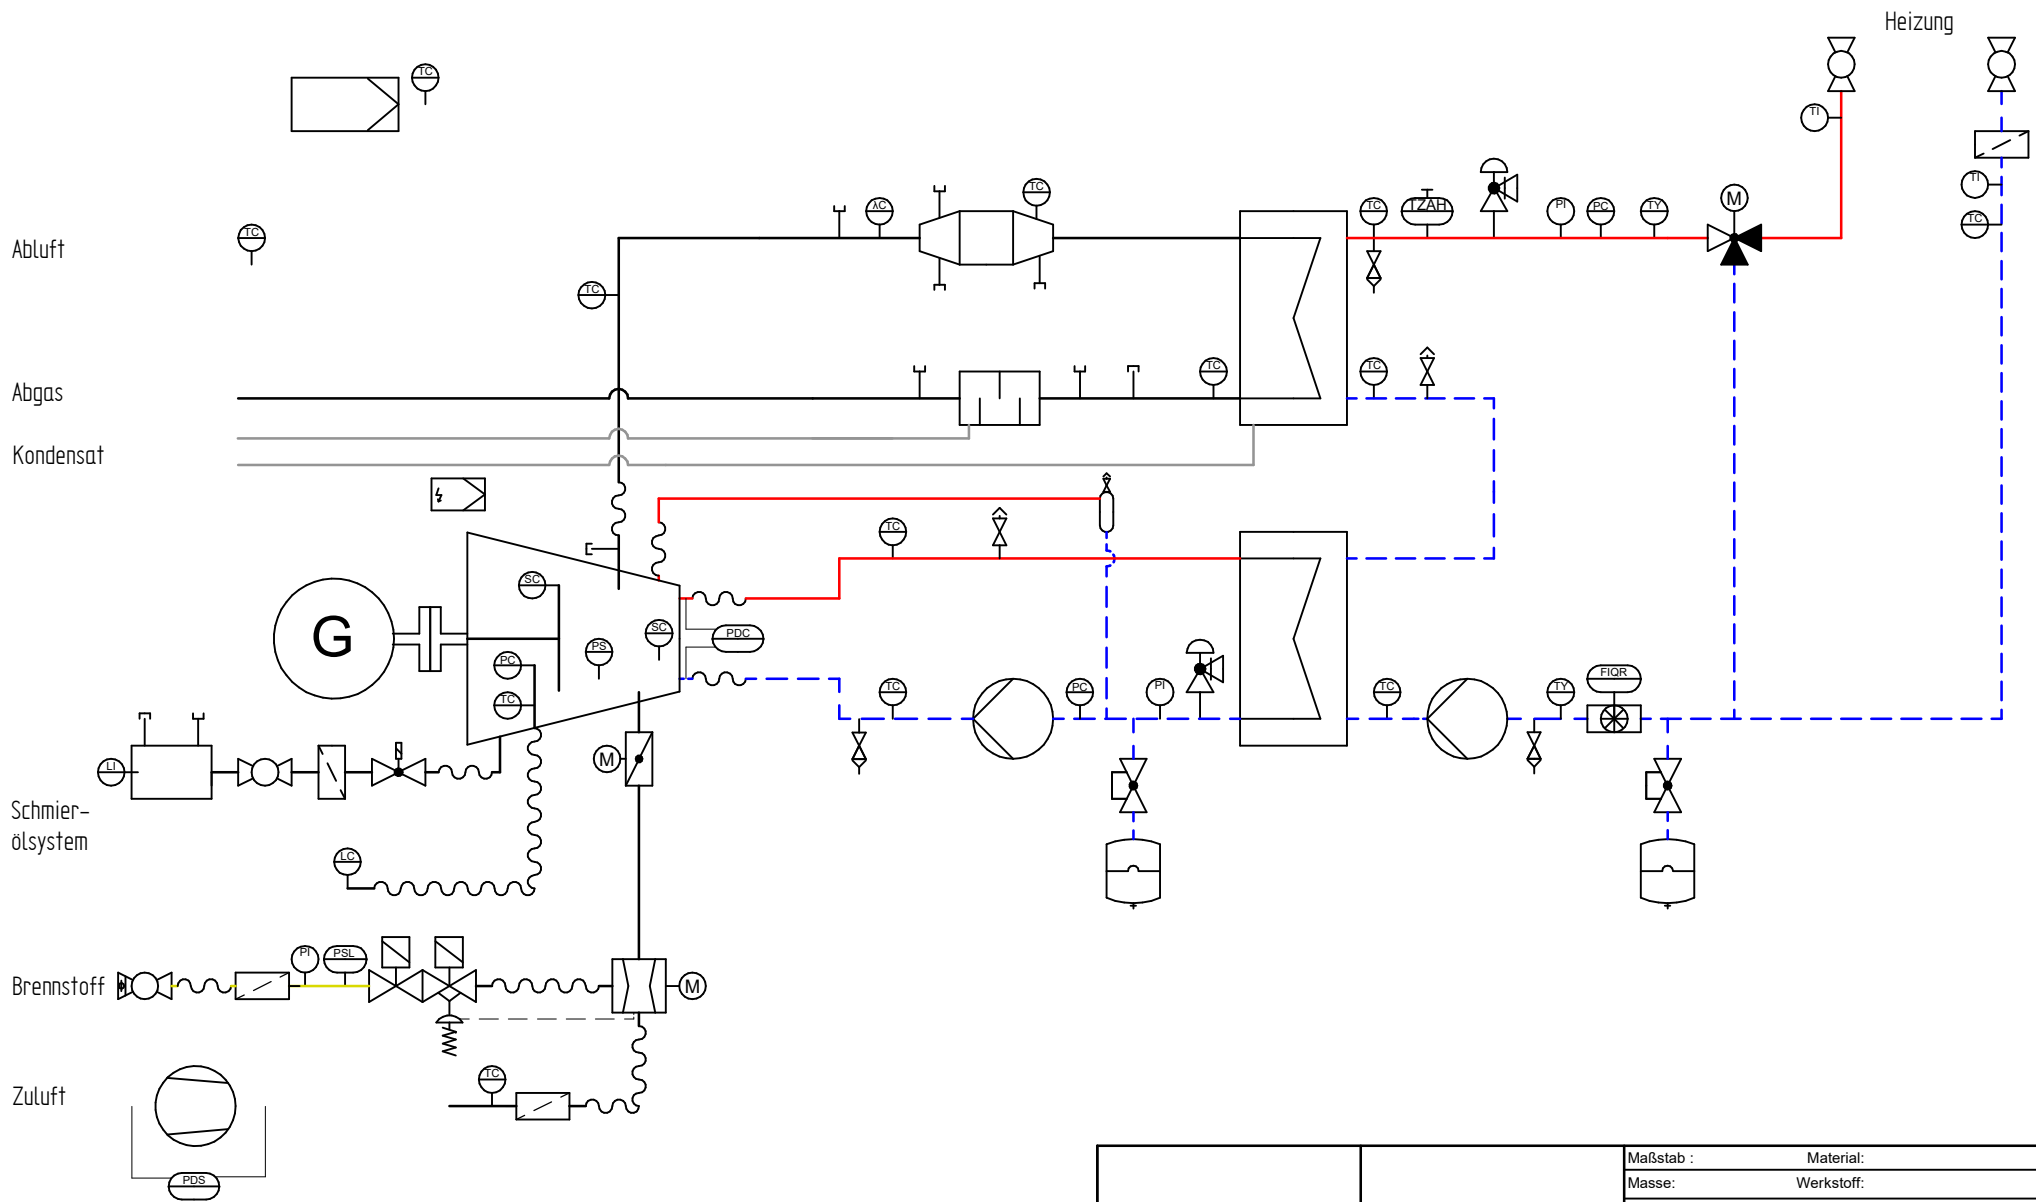 Heizung
TC
TI
TZAH
TC
λC
TC
TC
PI
PC
TY
M
TI
TC
Abluft
TC
TC
Abgas
TC
TC
Kondensat
TC
SC
G
PS
SC
PDC
PC
TC
TC
PC
PI
TC
TY
FIQR
M
LI
Schmier-
ölsystem
LC
Brennstoff
PI
PSL
M
TC
Zuluft
PDS
Maßstab :
Material:
Masse:
Werkstoff: